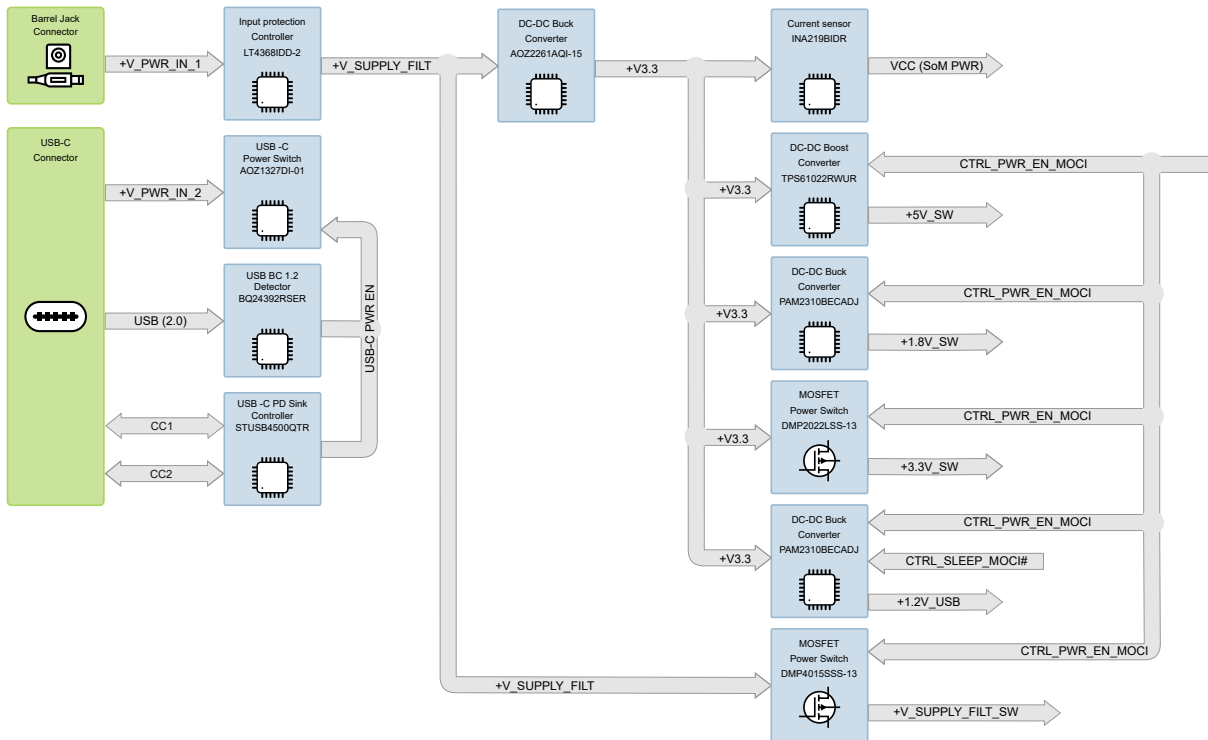 Barrel Jack
Connector
+V_PWR_IN_1
Input protection
Controller
LT4368IDD-2
+V_SUPPLY_FILT
DC-DC Buck
Converter
AOZ2261AQI-15
+V3.3
Current sensor
INA219BIDR
VCC (SoM PWR)
USB-C
Connector
+V_PWR_IN_2
USB -C
Power Switch
AOZ1327DI-01
USB (2.0)
USB BC 1.2
Detector
BQ24392RSER
USB-C PWR EN
CC1
CC2
USB -C PD Sink
Controller
STUSB4500QTR
+V3.3
DC-DC Boost
Converter
TPS61022RWUR
CTRL_PWR_EN_MOCI
+5V_SW
+V3.3
DC-DC Buck
Converter
PAM2310BECADJ
CTRL_PWR_EN_MOCI
+1.8V_SW
+V3.3
MOSFET
Power Switch
DMP2022LSS-13
CTRL_PWR_EN_MOCI
+3.3V_SW
+V3.3
DC-DC Buck
Converter
PAM2310BECADJ
CTRL_PWR_EN_MOCI
CTRL_SLEEP_MOCI#
+1.2V_USB
+V_SUPPLY_FILT
MOSFET
Power Switch
DMP4015SSS-13
CTRL_PWR_EN_MOCI
+V_SUPPLY_FILT_SW